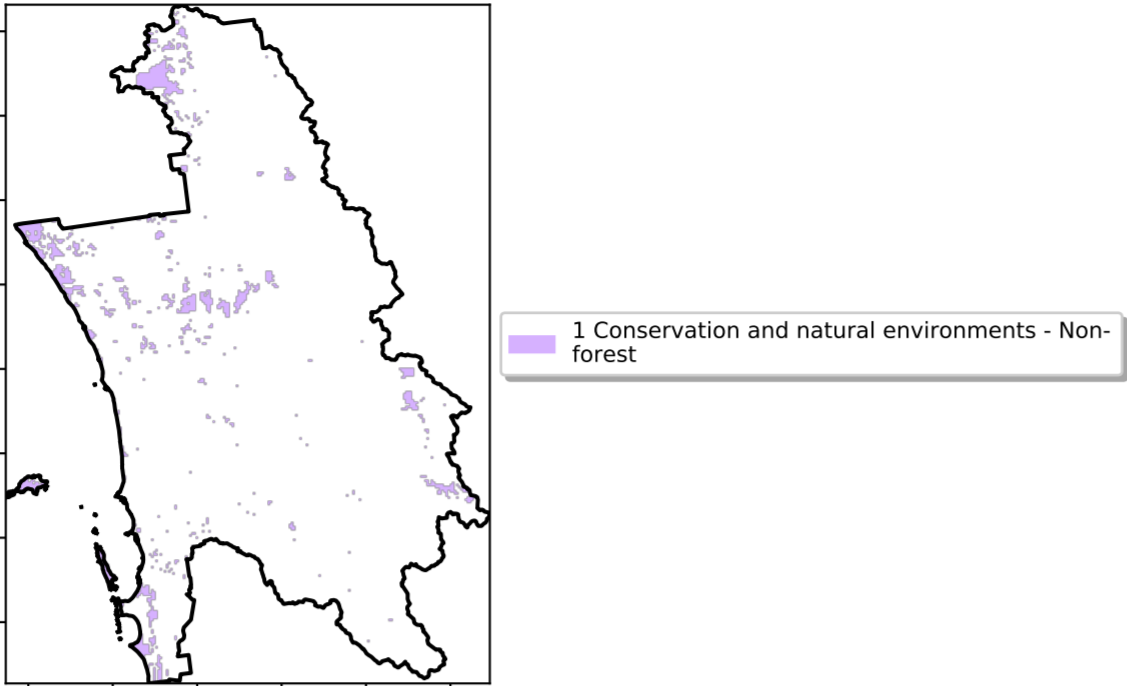 1 Conservation and natural environments - Non-
forest